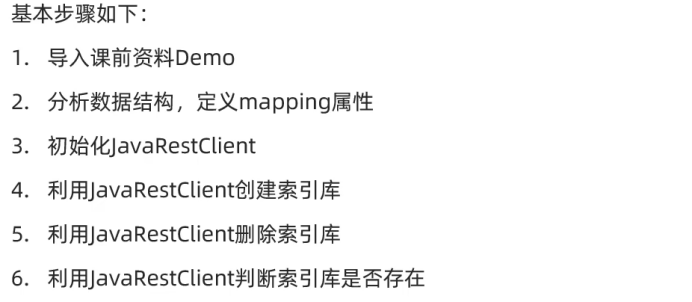 基本步骤如下：
1. 导入课前资料Demo
2. 分析数据结构，定义mapping属性
3. 初始化JavaRestClient
4. 利用JavaRestClient创建索引库
5. 利用JavaRestClient删除索引库
6. 利用JavaRestClient判断索引库是否存在